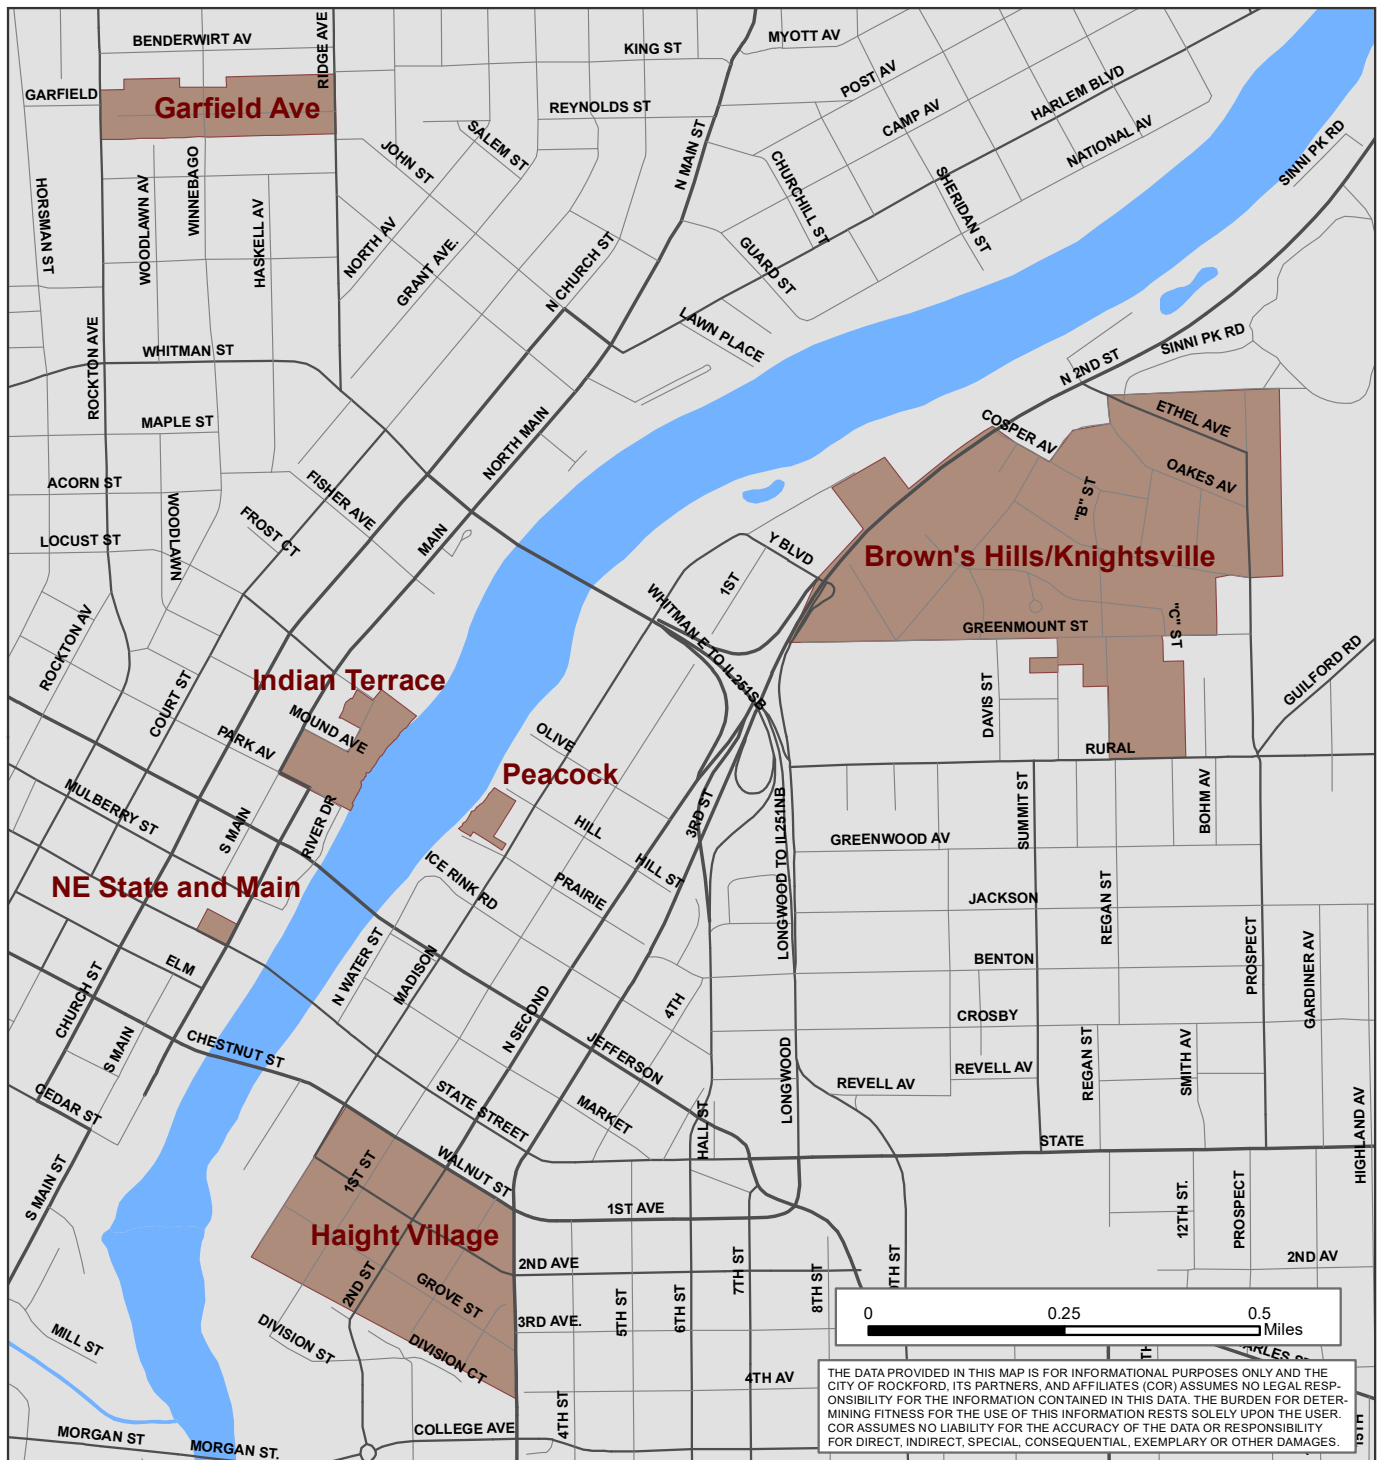 BENDERWIRT AV
RIDGE AVE
KING ST
MYOTT AV
GARFIELD
Garfield Ave
REYNOLDS ST
POST AV
CAMP AV
HARLEM BLVD
NATIONAL AV
SINNI PK RD
SALEM ST
JOHN ST
N MAIN ST
CHURCHILL ST
SHERIDAN ST
HORSMAN ST
WOODLAWN AV
WINNEBAGO
HASKELL AV
NORTH AV
GRANT AVE.
N CHURCH ST
GUARD ST
LAWN PLACE
ROCKTON AVE
WHITMAN ST
N 2ND ST
SINNI PK RD
MAPLE ST
NORTH MAIN
COSPER AV
ETHEL AVE
OAKES AV
ACORN ST
WOODLAWN
FISHER AVE
FROST CT
MAIN
"B" ST
LOCUST ST
Y BLVD
1ST
Brown's Hills/Knightsville
WHITMAN E TO IL251SB
"C" ST
GREENMOUNT ST
ROCKTON AV
COURT ST
Indian Terrace
MOUND AVE
PARK AV
GUILFORD RD
DAVIS ST
OLIVE
RURAL
Peacock
MULBERRY ST
S MAIN
RIVER DR
HILL
HILL ST
3RD ST
LONGWOOD TO IL251NB
SUMMIT ST
BOHM AV
GREENWOOD AV
NE State and Main
ICE RINK RD
PRAIRIE
JACKSON
REGAN ST
ELM
N WATER ST
MADISON
BENTON
PROSPECT
GARDINER AV
CHURCH ST
S MAIN
N SECOND
4TH
CROSBY
CHESTNUT ST
JEFFERSON
LONGWOOD
REVELL AV
REVELL AV
REGAN ST
SMITH AV
CEDAR ST
STATE STREET
MARKET
HALL ST
HIGHLAND AV
STATE
S MAIN ST
1ST ST
WALNUT ST
1ST AVE
12TH ST.
PROSPECT
Haight Village
2ND AVE
2ND AV
7TH ST
8TH ST
TH ST
2ND ST
GROVE ST
5TH ST
6TH ST
3RD AVE.
0 0.25 0.5
Miles
MILL ST
DIVISION ST
DIVISION CT
4TH AV
TH
ARLES ST
THE DATA PROVIDED IN THIS MAP IS FOR INFORMATIONAL PURPOSES ONLY AND THE
CITY OF ROCKFORD, ITS PARTNERS, AND AFFILIATES (COR) ASSUMES NO LEGAL RESP-
ONSIBILITY FOR THE INFORMATION CONTAINED IN THIS DATA. THE BURDEN FOR DETER-
MINING FITNESS FOR THE USE OF THIS INFORMATION RESTS SOLELY UPON THE USER.
COR ASSUMES NO LIABILITY FOR THE ACCURACY OF THE DATA OR RESPONSIBILITY
FOR DIRECT, INDIRECT, SPECIAL, CONSEQUENTIAL, EXEMPLARY OR OTHER DAMAGES.
15TH
4TH ST
COLLEGE AVE
MORGAN ST
MORGAN ST.